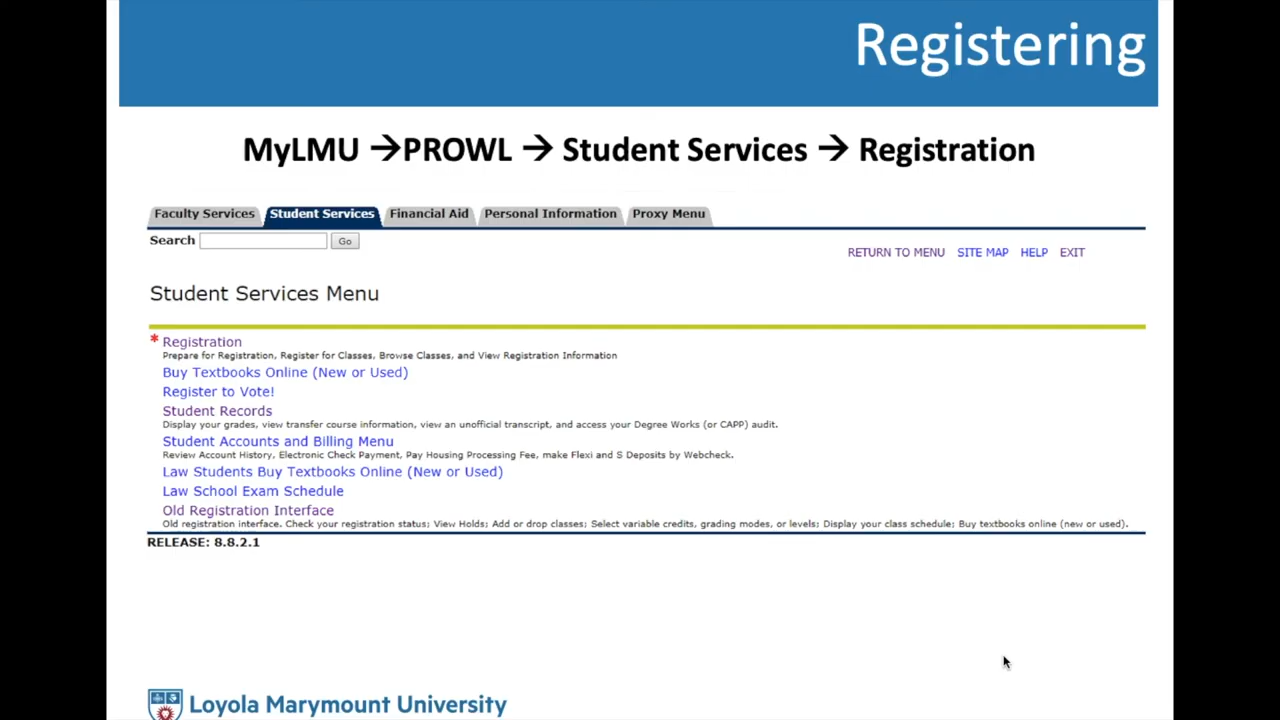 Registering
MyLMU →PROWL → Student Services → Registration
Faculty Services Student Services Financial Aid Personal Information Proxy Menu
Search Go
RETURN TO MENU SITE MAP HELP EXIT
Student Services Menu
* Registration
Prepare for Registration, Register for Classes, Browse Classes, and View Registration Information
Buy Textbooks Online (New or Used)
Register to Vote!
Student Records
Display your grades, view transfer course information, view an unofficial transcript, and access your Degree Works (or CAPP) audit.
Student Accounts and Billing Menu
Review Account History, Electronic Check Payment, Pay Housing Processing Fee, make Flexi and S Deposits by Webcheck.
Law Students Buy Textbooks Online (New or Used)
Law School Exam Schedule
Old Registration Interface
Old registration interface. Check your registration status; View Holds; Add or drop classes; Select variable credits, grading modes, or levels; Display your class schedule; Buy textbooks online (new or used).
RELEASE: 8.8.2.1
Loyola Marymount University